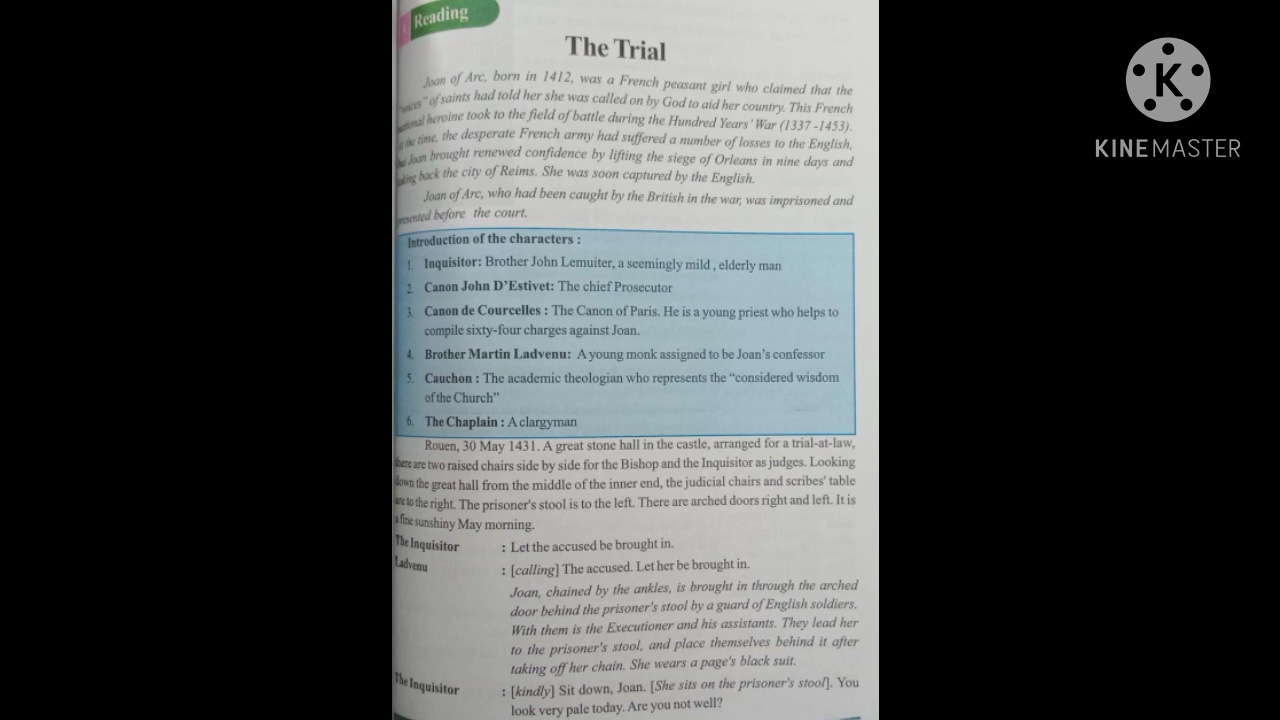 Reading
The Trial
Joan of Arc, born in 1412, was a French peasant girl who claimed that the
"voices" of saints had told her she was called on by God to aid her country. This French
national heroine took to the field of battle during the Hundred Years' War (1337 -1453).
the time, the desperate French army had suffered a number of losses to the English,
but Joan brought renewed confidence by lifting the siege of Orleans in nine days and
taking back the city of Reims. She was soon captured by the English.
Joan of Arc, who had been caught by the British in the war, was imprisoned and
presented before the court.
Introduction of the characters :
1. Inquisitor: Brother John Lemuiter, a seemingly mild , elderly man
2. Canon John D'Estivet: The chief Prosecutor
3. Canon de Courcelles : The Canon of Paris. He is a young priest who helps to
compile sixty-four charges against Joan.
4. Brother Martin Ladvenu: A young monk assigned to be Joan's confessor
5. Cauchon : The academic theologian who represents the "considered wisdom
of the Church"
6. The Chaplain : A clargyman
Rouen, 30 May 1431. A great stone hall in the castle, arranged for a trial-at-law,
there are two raised chairs side by side for the Bishop and the Inquisitor as judges. Looking
down the great hall from the middle of the inner end, the judicial chairs and scribes' table
are to the right. The prisoner's stool is to the left. There are arched doors right and left. It is
a fine sunshiny May morning.
The Inquisitor : Let the accused be brought in.
Ladvenu : [calling] The accused. Let her be brought in.
Joan, chained by the ankles, is brought in through the arched
door behind the prisoner's stool by a guard of English soldiers.
With them is the Executioner and his assistants. They lead her
to the prisoner's stool, and place themselves behind it after
taking off her chain. She wears a page's black suit.
The Inquisitor : [kindly] Sit down, Joan. [She sits on the prisoner's stool]. You
look very pale today. Are you not well?
K
KINEMASTER